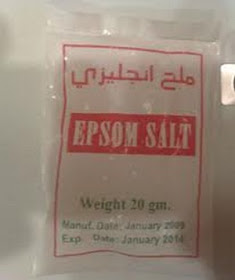 ملح انجليزي
EPSOM SALT
Weight 20 gm.
Manuf. Date: January 2009
Exp. Date: January 2014